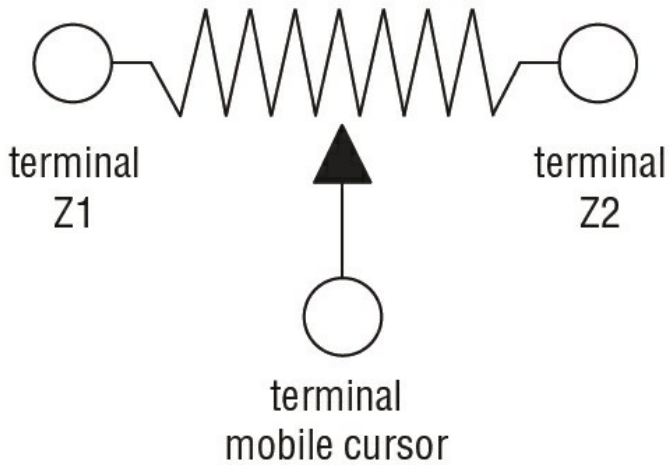 terminal
Z1
terminal
Z2
terminal
mobile cursor